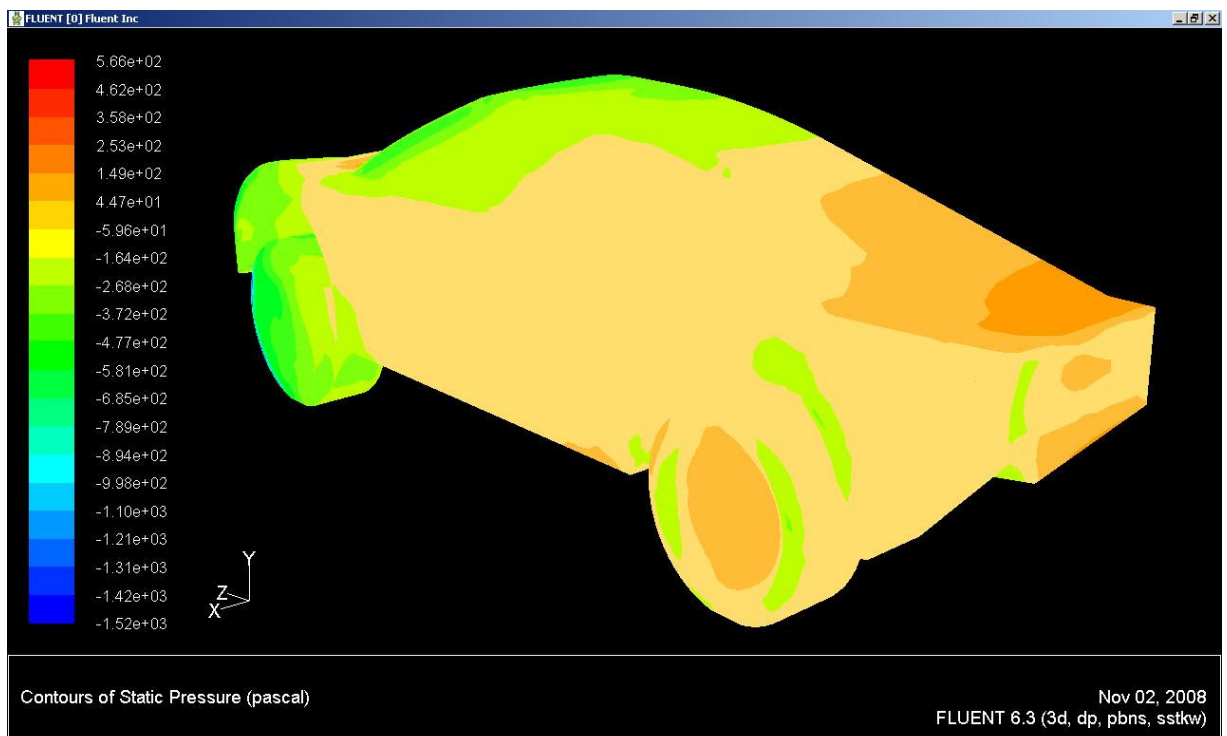 FLUENT [0] Fluent Inc
5.66e+02
4.62e+02
3.58e+02
2.53e+02
1.49e+02
4.47e+01
-5.96e+01
-1.64e+02
-2.68e+02
-3.72e+02
-4.77e+02
-5.81e+02
-6.85e+02
-7.89e+02
-8.94e+02
-9.98e+02
-1.10e+03
-1.21e+03
-1.31e+03
-1.42e+03
-1.52e+03
Y
Z
X
Contours of Static Pressure (pascal)
Nov 02, 2008
FLUENT 6.3 (3d, dp, pbns, sstkw)